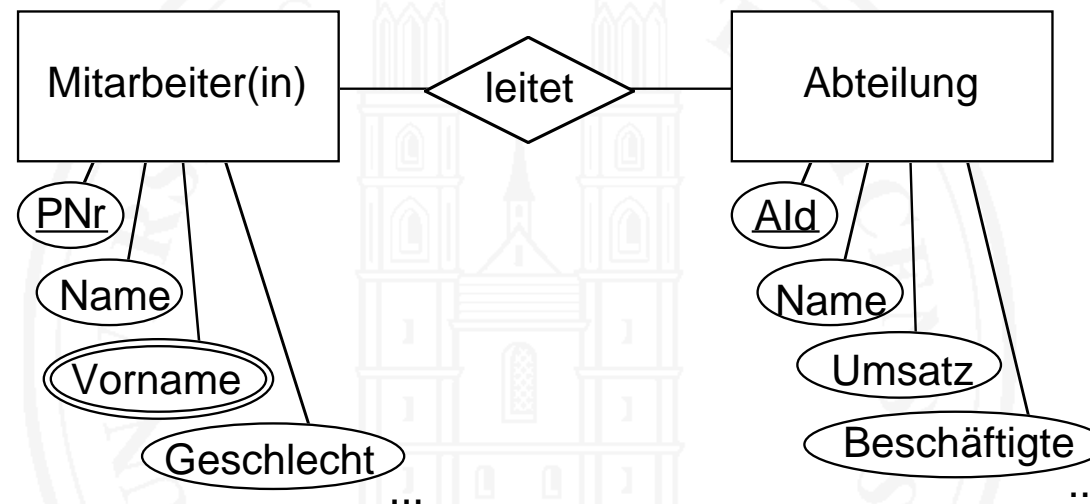 Mitarbeiter(in)
leitet
Abteilung
PNr
Name
Vorname
Geschlecht
...
AId
Name
Umsatz
Beschäftigte
..